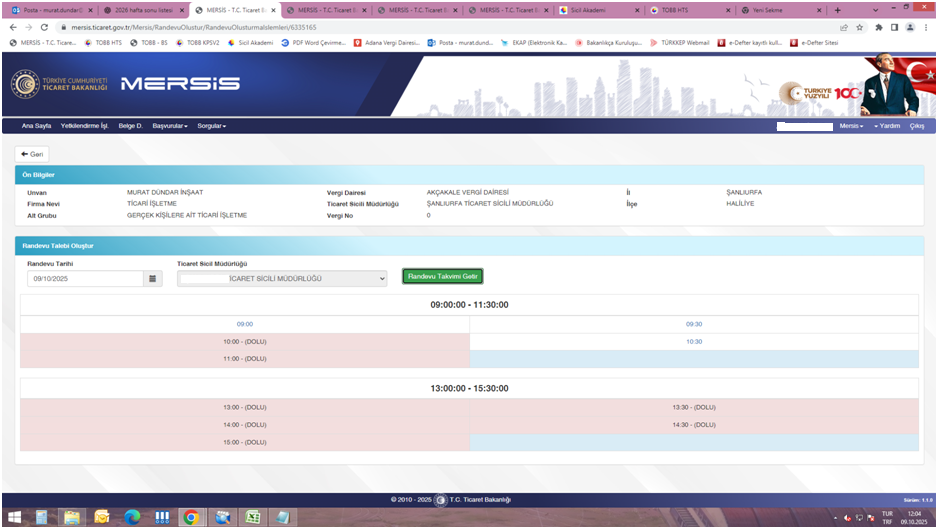 Posta - murat.dundar@
2026 hafta sonu listesi
MERSİS - T.C. Ticaret B
MERSİS - T.C. Ticaret B
MERSİS - T.C. Ticaret B
MERSİS - T.C. Ticaret B
Sicil Akademi
TOBB HTS
Yeni Sekme
mersis.ticaret.gov.tr/Mersis/RandevuOlustur/RandevuOlusturmaIslemleri/6335165
MERSİS - T.C. Ticare...
TOBB HTS
TOBB - BS
TOBB KPSV2
Sicil Akademi
PDF Word Çevirme...
Adana Vergi Dairesi...
Posta - murat.dund...
EKAP (Elektronik Ka...
Bakanlıkça Kuruluşu...
TÜRKKEP Webmail
e-Defter kayıtlı kull...
e-Defter Sitesi
TÜRKİYE CUMHURİYETİ
TİCARET BAKANLIĞI
MERSİS
TÜRKİYE
YÜZYILI
100
Ana Sayfa Yetkilendirme İşl. Belge D. Başvurular Sorgular Mersis Yardım Çıkış
Geri
Ön Bilgiler
Unvan MURAT DÜNDAR İNŞAAT Vergi Dairesi AKÇAKALE VERGİ DAİRESİ İl ŞANLIURFA
Firma Nevi TİCARİ İŞLETME Ticaret Sicili Müdürlüğü ŞANLIURFA TİCARET SİCİLİ MÜDÜRLÜĞÜ İlçe HALİLİYE
Alt Grubu GERÇEK KİŞİLERE AİT TİCARİ İŞLETME Vergi No 0
Randevu Talebi Oluştur
Randevu Tarihi Ticaret Sicil Müdürlüğü
09/10/2025 İCARET SİCİLİ MÜDÜRLÜĞÜ Randevu Takvimi Getir
09:00:00 - 11:30:00
09:00 09:30
10:00 - (DOLU) 10:30
11:00 - (DOLU)
13:00:00 - 15:30:00
13:00 - (DOLU) 13:30 - (DOLU)
14:00 - (DOLU) 14:30 - (DOLU)
15:00 - (DOLU)
© 2010 - 2025 T.C. Ticaret Bakanlığı
Sürüm: 1.1.0
TUR 12:04
TRF 09.10.2025